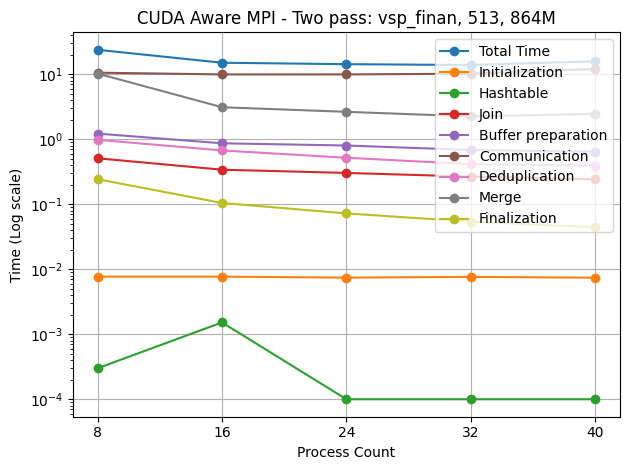 CUDA Aware MPI - Two pass: vsp_finan, 513, 864M
Time (Log scale)
10¹
10⁰
10⁻¹
10⁻²
10⁻³
10⁻⁴
Total Time
Initialization
Hashtable
Join
Buffer preparation
Communication
Deduplication
Merge
Finalization
8 16 24 32 40
Process Count